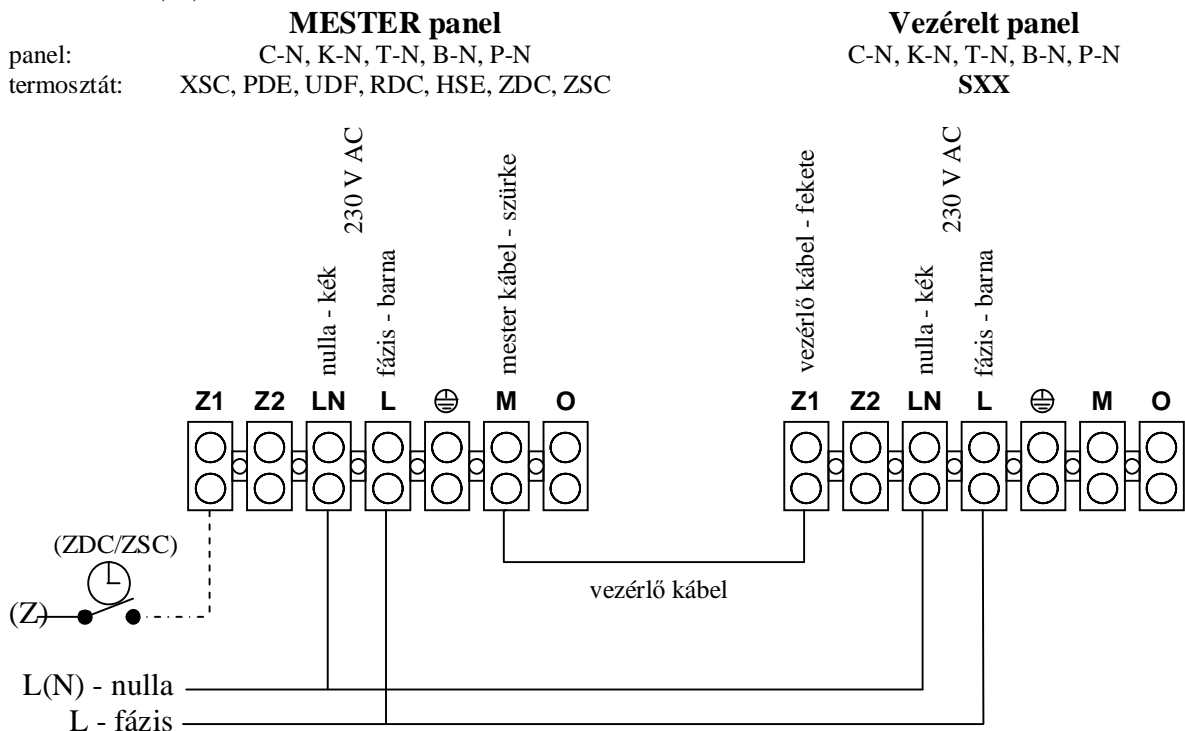 MESTER panel Vezérelt panel
panel: C-N, K-N, T-N, B-N, P-N C-N, K-N, T-N, B-N, P-N
termosztát: XSC, PDE, UDF, RDC, HSE, ZDC, ZSC SXX
nulla - kék
230 V AC
fázis - barna
mester kábel - szürke
vezérlő kábel - fekete
nulla - kék
230 V AC
fázis - barna
Z1 Z2 LN L M O Z1 Z2 LN L M O
(ZDC/ZSC)
vezérlő kábel
(Z)
L(N) - nulla
L - fázis